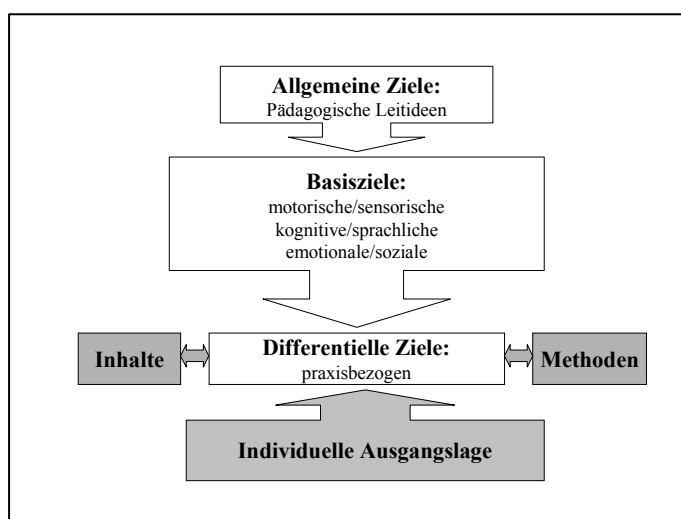 Allgemeine Ziele:
Pädagogische Leitideen
Basisziele:
motorische/sensorische
kognitive/sprachliche
emotionale/soziale
Inhalte
Differentielle Ziele:
praxisbezogen
Methoden
Individuelle Ausgangslage